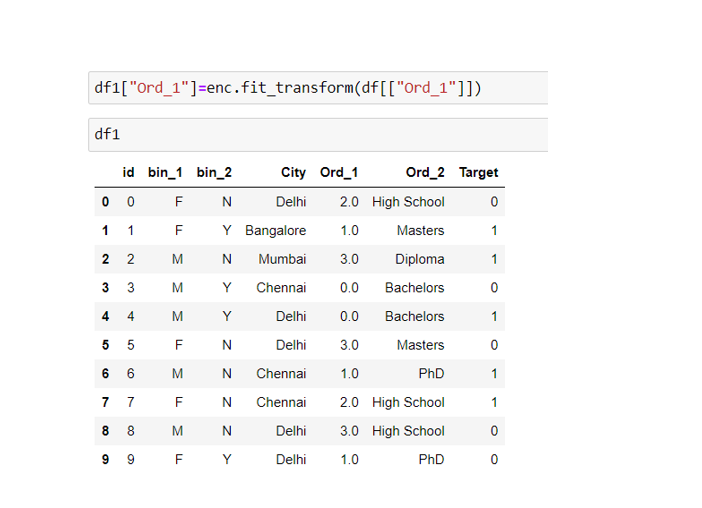 df1["Ord_1"]=enc.fit_transform(df[["Ord_1"]])
df1
id bin_1 bin_2 City Ord_1 Ord_2 Target
0 0 F N Delhi 2.0 High School 0
1 1 F Y Bangalore 1.0 Masters 1
2 2 M N Mumbai 3.0 Diploma 1
3 3 M Y Chennai 0.0 Bachelors 0
4 4 M Y Delhi 0.0 Bachelors 1
5 5 F N Delhi 3.0 Masters 0
6 6 M N Chennai 1.0 PhD 1
7 7 F N Chennai 2.0 High School 1
8 8 M N Delhi 3.0 High School 0
9 9 F Y Delhi 1.0 PhD 0